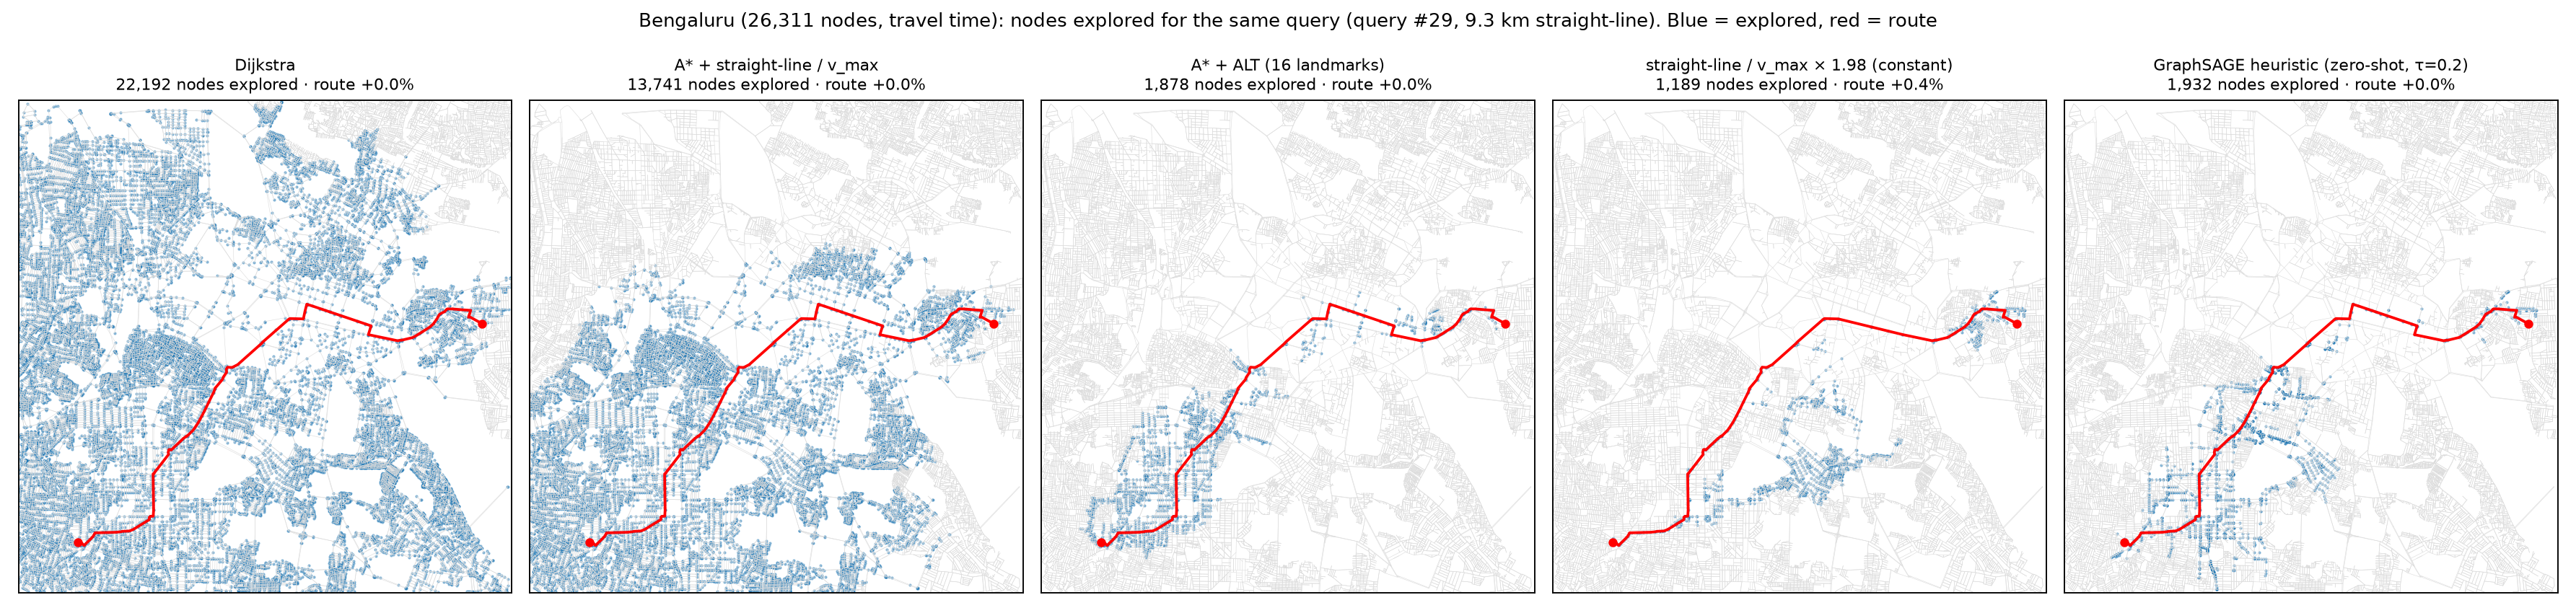 Bengaluru (26,311 nodes, travel time): nodes explored for the same query (query #29, 9.3 km straight-line). Blue = explored, red = route
Dijkstra
22,192 nodes explored · route +0.0%
A* + straight-line / v_max
13,741 nodes explored · route +0.0%
A* + ALT (16 landmarks)
1,878 nodes explored · route +0.0%
straight-line / v_max × 1.98 (constant)
1,189 nodes explored · route +0.4%
GraphSAGE heuristic (zero-shot, τ=0.2)
1,932 nodes explored · route +0.0%